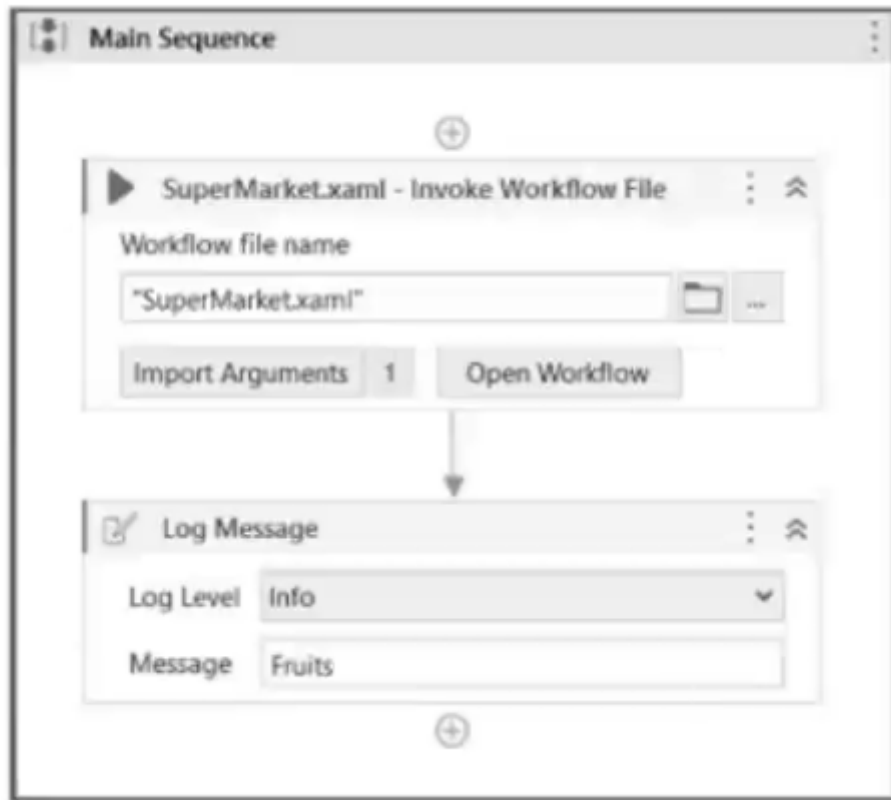 Main Sequence
SuperMarket.xaml - Invoke Workflow File
Workflow file name
"SuperMarket.xaml"
...
Import Arguments 1 Open Workflow
Log Message
Log Level Info
Message Fruits